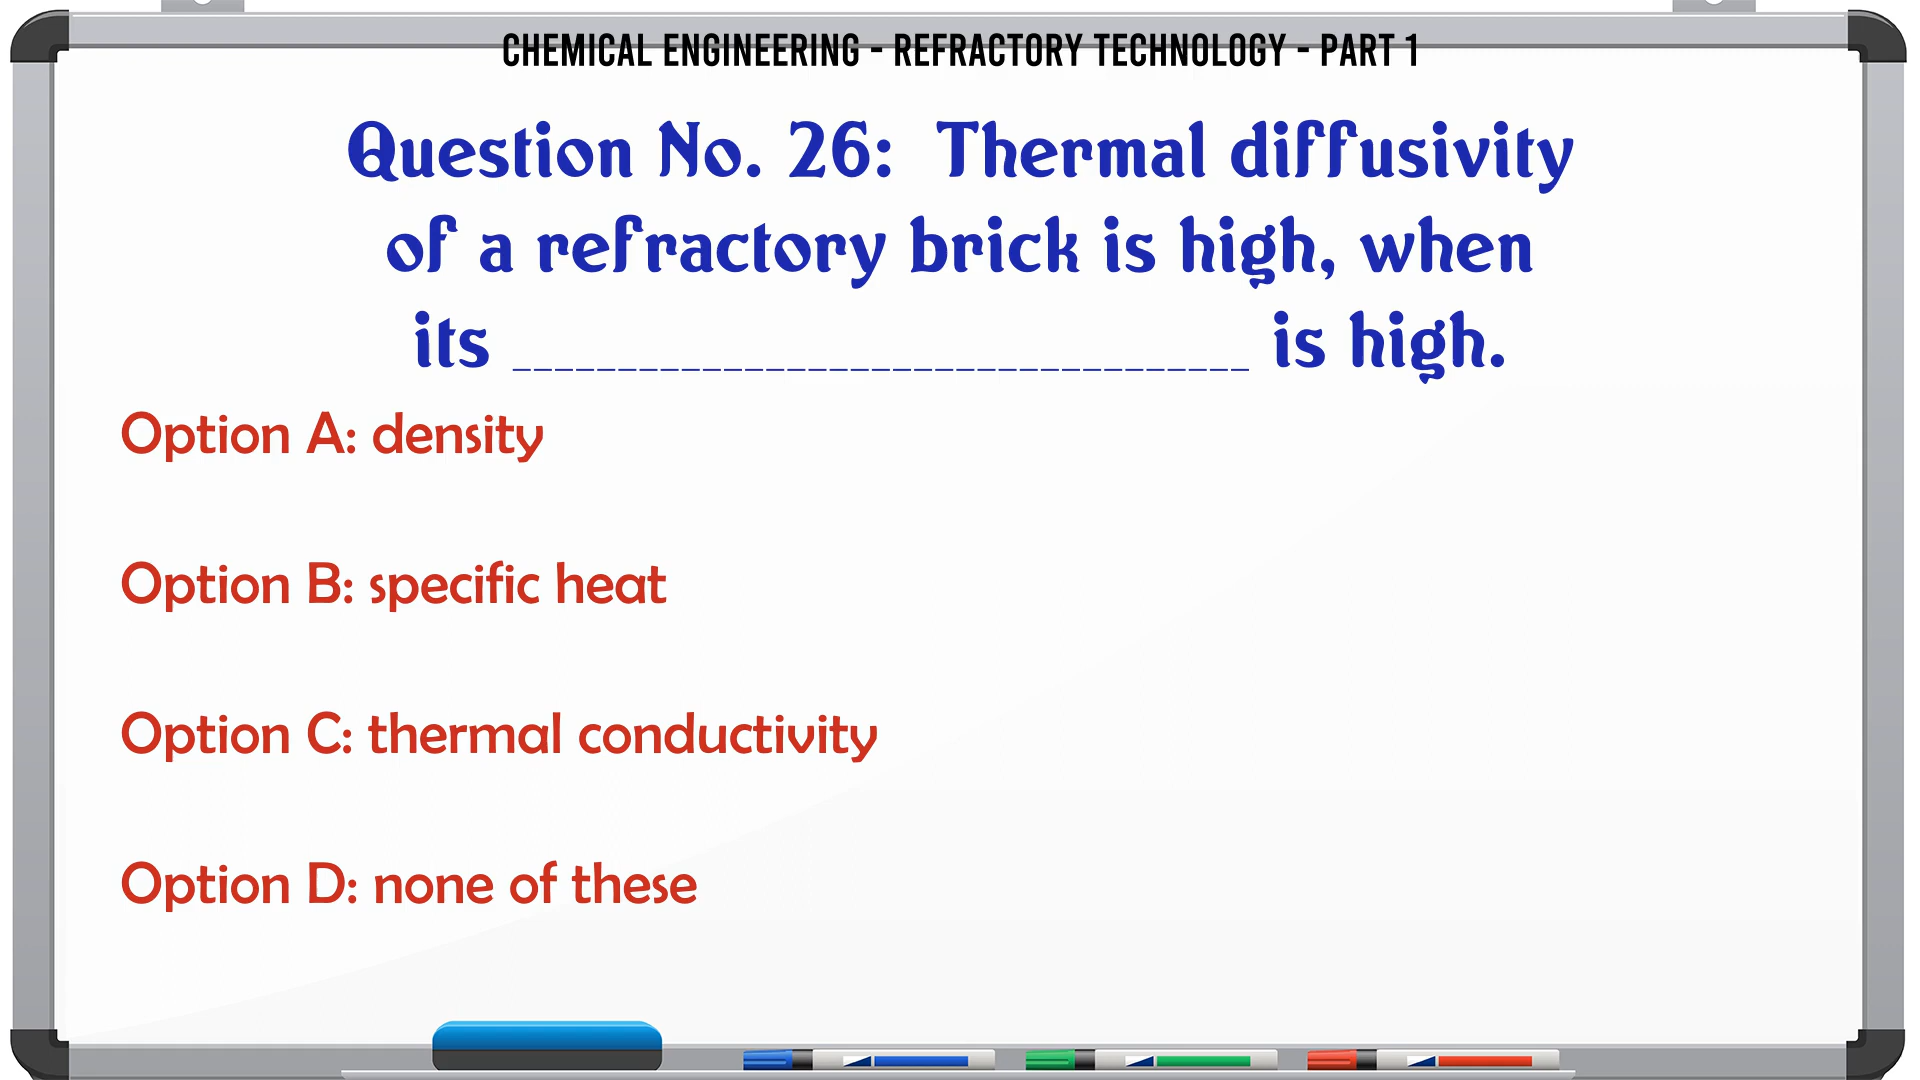 CHEMICAL ENGINEERING - REFRACTORY TECHNOLOGY - PART 1
Question No. 26: Thermal diffusivity
of a refractory brick is high, when
its ___________________________________ is high.
Option A: density
Option B: specific heat
Option C: thermal conductivity
Option D: none of these